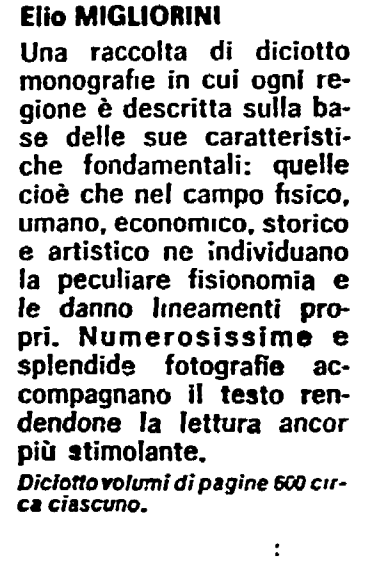 Elio MIGLIORINI
Una raccolta di diciotto
monografie in cui ogni re-
gione è descritta sulla ba-
se delle sue caratteristi-
che fondamentali: quelle
cioè che nel campo fisico,
umano, economico, storico
e artistico ne individuano
la peculiare fisionomia e
le danno lineamenti pro-
pri. Numerosissime e
splendide fotografie ac-
compagnano il testo ren-
dendone la lettura ancor
più stimolante.
Diciotto volumi di pagine 600 cir-
ca ciascuno.
: